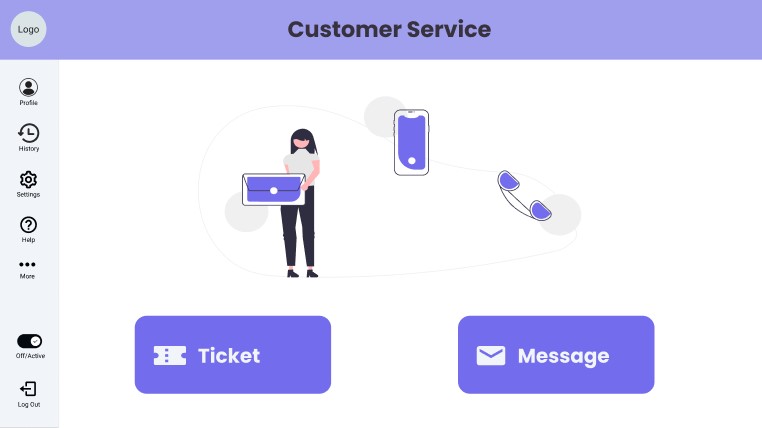 Logo
Customer Service
Profile
History
Settings
Help
More
Off/Active
Log Out
Ticket
Message